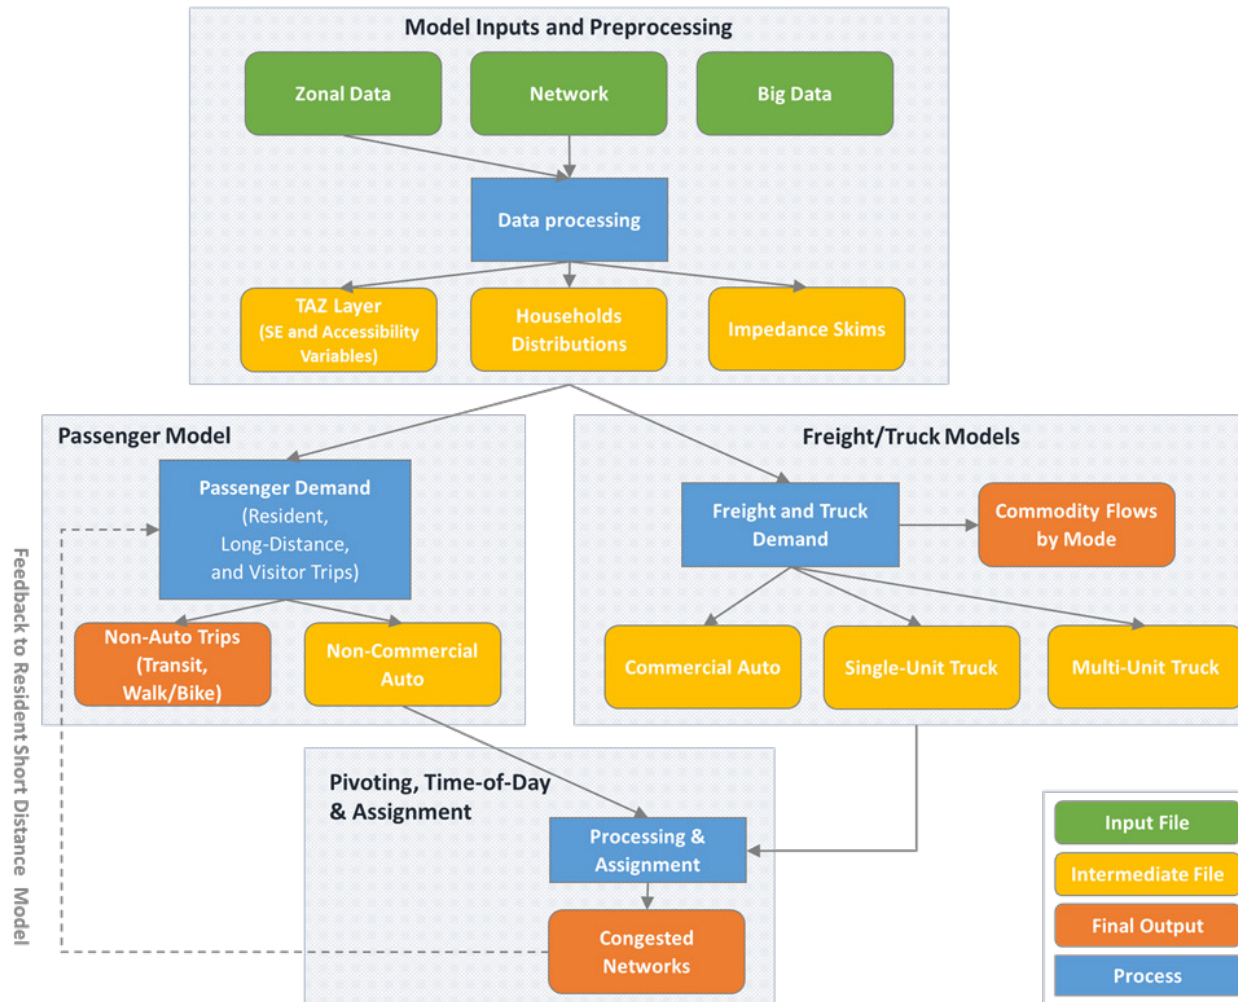 Model Inputs and Preprocessing
Zonal Data
Network
Big Data
Data processing
TAZ Layer
(SE and Accessibility
Variables)
Households
Distributions
Impedance Skims
Passenger Model
Passenger Demand
(Resident,
Long-Distance,
and Visitor Trips)
Non-Auto Trips
(Transit,
Walk/Bike)
Non-Commercial
Auto
Freight/Truck Models
Freight and Truck
Demand
Commodity Flows
by Mode
Commercial Auto
Single-Unit Truck
Multi-Unit Truck
Feedback to Resident Short Distance Model
Pivoting, Time-of-Day
& Assignment
Processing &
Assignment
Congested
Networks
Input File
Intermediate File
Final Output
Process